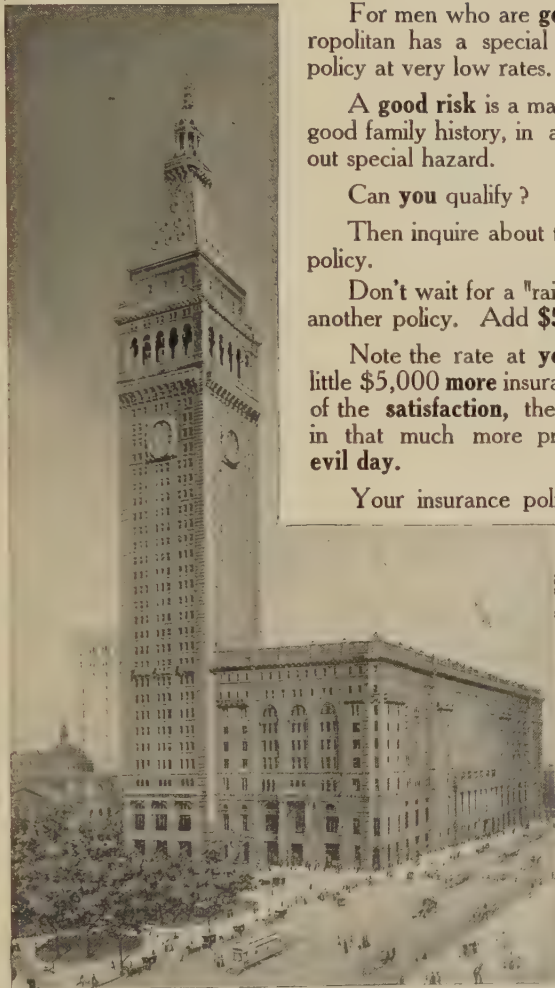 For men who are
ropolitan has a special
policy at very low rates.
A good risk is a ma
good family history, in a
out special hazard.
Can you qualify ?
Then inquire about
policy.
Don't wait for a "rai
another policy. Add $
Note the rate at
little $5,000 more insura
of the satisfaction, the
in that much more pr
evil day.
Your insurance pol